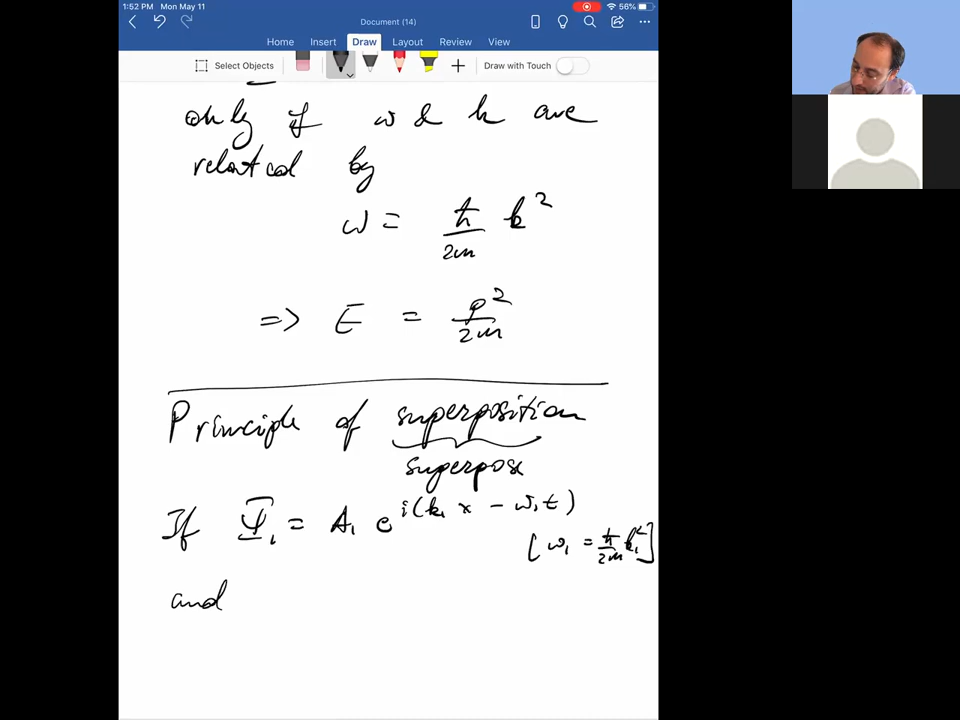 1:52 PM Mon May 11
56%
Document (14)
Home Insert Draw Layout Review View
Select Objects
Draw with Touch
only if ω & k are
related by
ω = ħ/2m k²
=> E = p²/2m
Principle of superposition
superpose
If Ψ₁ = A₁ e^{i(k₁x - ω₁t)}
[ω₁ = ħ/2m k₁²]
and